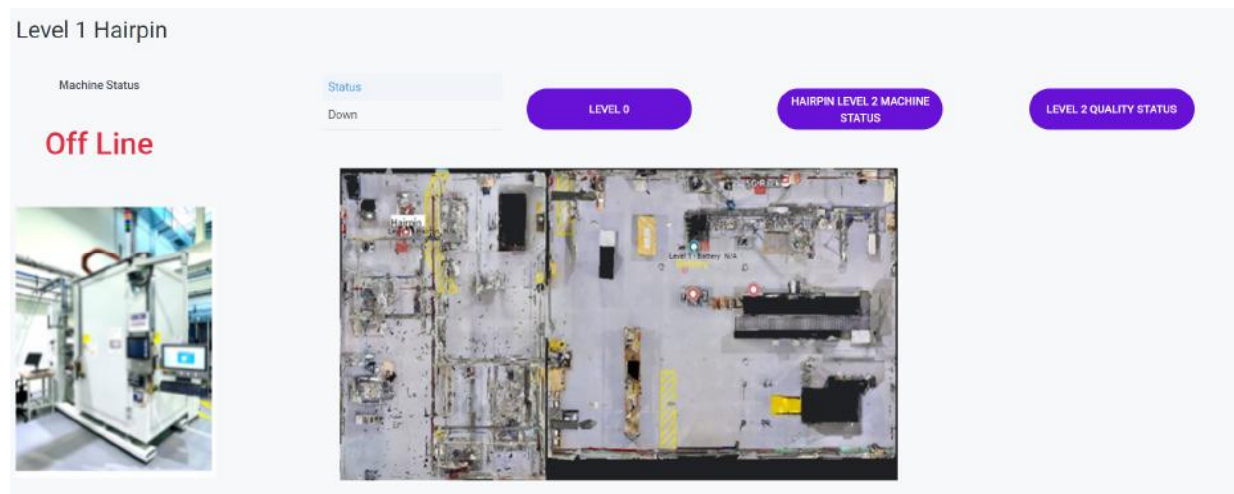 Level 1 Hairpin
Machine Status
Off Line
Status
Down
LEVEL 0
HAIRPIN LEVEL 2 MACHINE
STATUS
LEVEL 2 QUALITY STATUS
Hairpin
Level 1 - Battery N/A